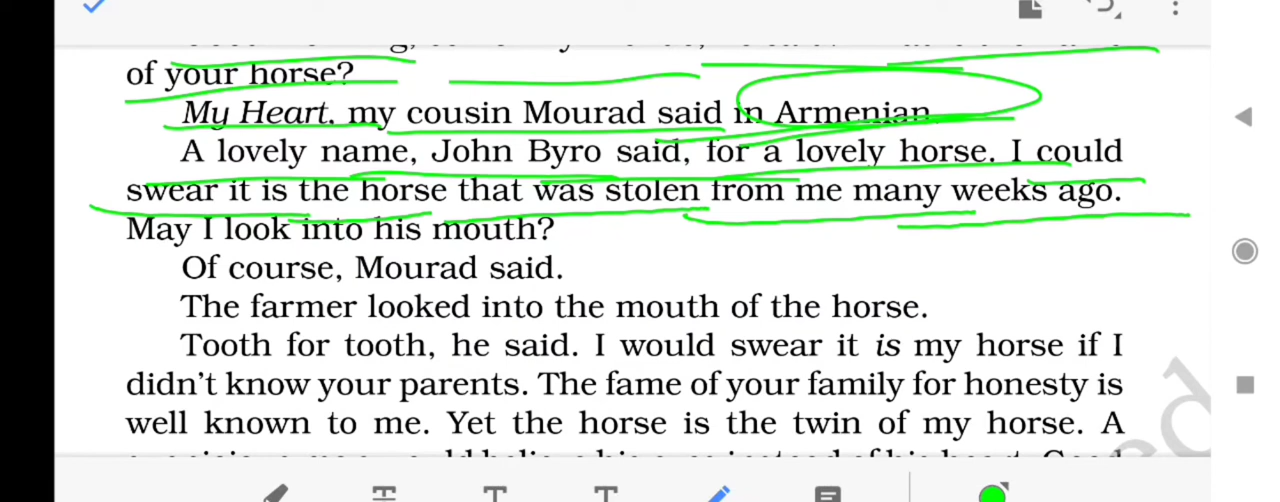 of your horse?
My Heart, my cousin Mourad said in Armenian.
A lovely name, John Byro said, for a lovely horse. I could
swear it is the horse that was stolen from me many weeks ago.
May I look into his mouth?
Of course, Mourad said.
The farmer looked into the mouth of the horse.
Tooth for tooth, he said. I would swear it is my horse if I
didn't know your parents. The fame of your family for honesty is
well known to me. Yet the horse is the twin of my horse. A